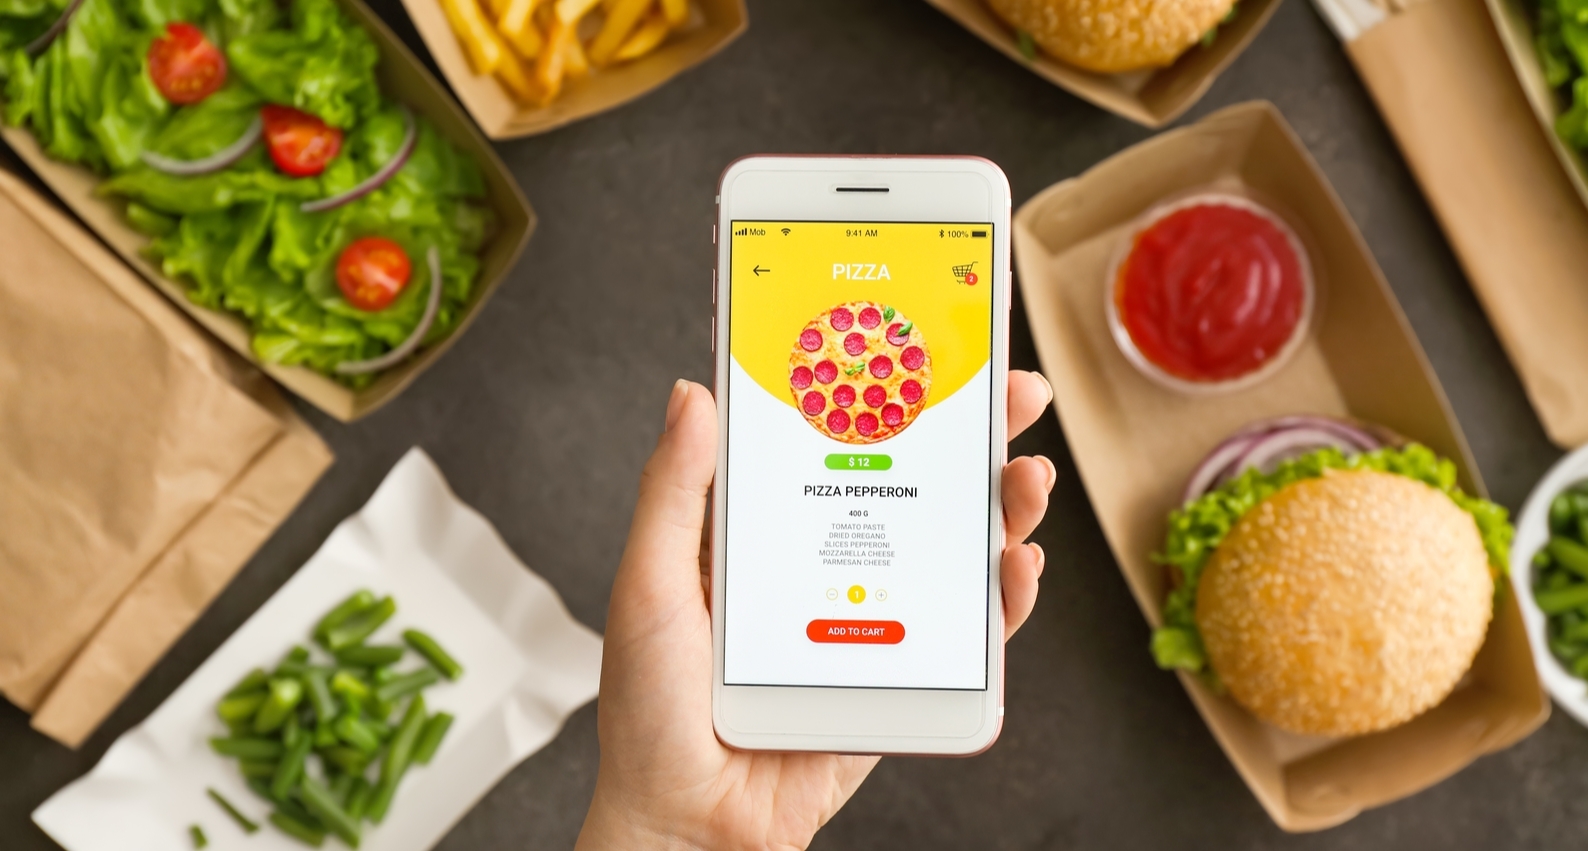 Mob 9:41 AM 100%
PIZZA
2
$ 12
PIZZA PEPPERONI
400 G
TOMATO PASTE
DRIED OREGANO
SLICES PEPPERONI
MOZZARELLA CHEESE
PARMESAN CHEESE
1
ADD TO CART